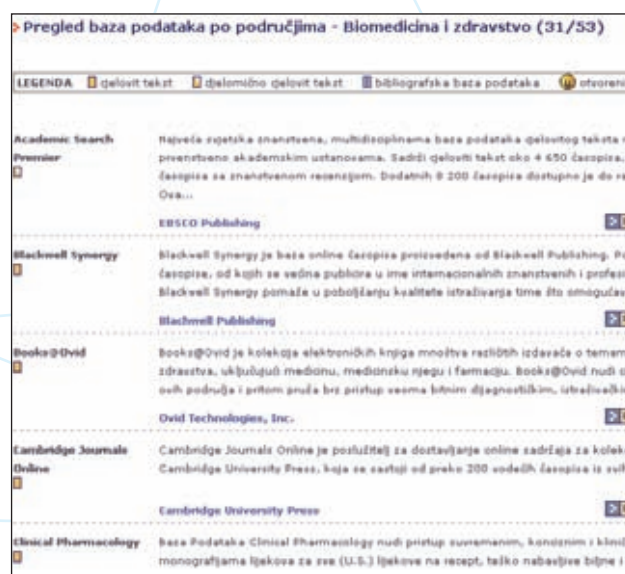 Pregled baza podataka po područjima - Biomedicina i zdravstvo (31/53)
LEGENDA cjelovit tekst djelomično cjelovit tekst bibliografska baza podataka otvoreni
Academic Search
Premier
Najveća svjetska znanstvena, multidisciplinarna baza podataka cjelovitog teksta
prvenstveno akademskim ustanovama. Sadrži cjeloviti tekst oko 4 650 časopisa,
časopisa sa znanstvenom recenzijom. Dodatnih 8 200 časopisa dostupno je do
Ova...
EBSCO Publishing
Blackwell Synergy
Blackwell Synergy je baza online časopisa proizvedena od Blackwell Publishing.
časopise, od kojih se većina publicira u ime internacionalnih znanstvenih i
Blackwell Synergy pomaže u poboljšanju kvalitete istraživanja time što
Blackwell Publishing
Books@Ovid
Books@Ovid je kolekcija elektroničkih knjiga mnoštva različitih izdavača o
zdravstva, uključujući medicinu, medicinsku njegu i farmaciju. Books@Ovid nudi
ovih područja i pritom pruža brz pristup veoma bitnim dijagnostičkim,
Ovid Technologies, Inc.
Cambridge Journals
Online
Cambridge Journals Online je poslužitelj za dostavljanje online sadržaja za
Cambridge University Press, koja se sastoji od preko 200 vodećih časopisa iz
Cambridge University Press
Clinical Pharmacology
Baza Podataka Clinical Pharmacology nudi pristup suvremenim, konciznim i
monografijama lijekova za sve (U.S.) lijekove na recept, teško nabavljive biljne i